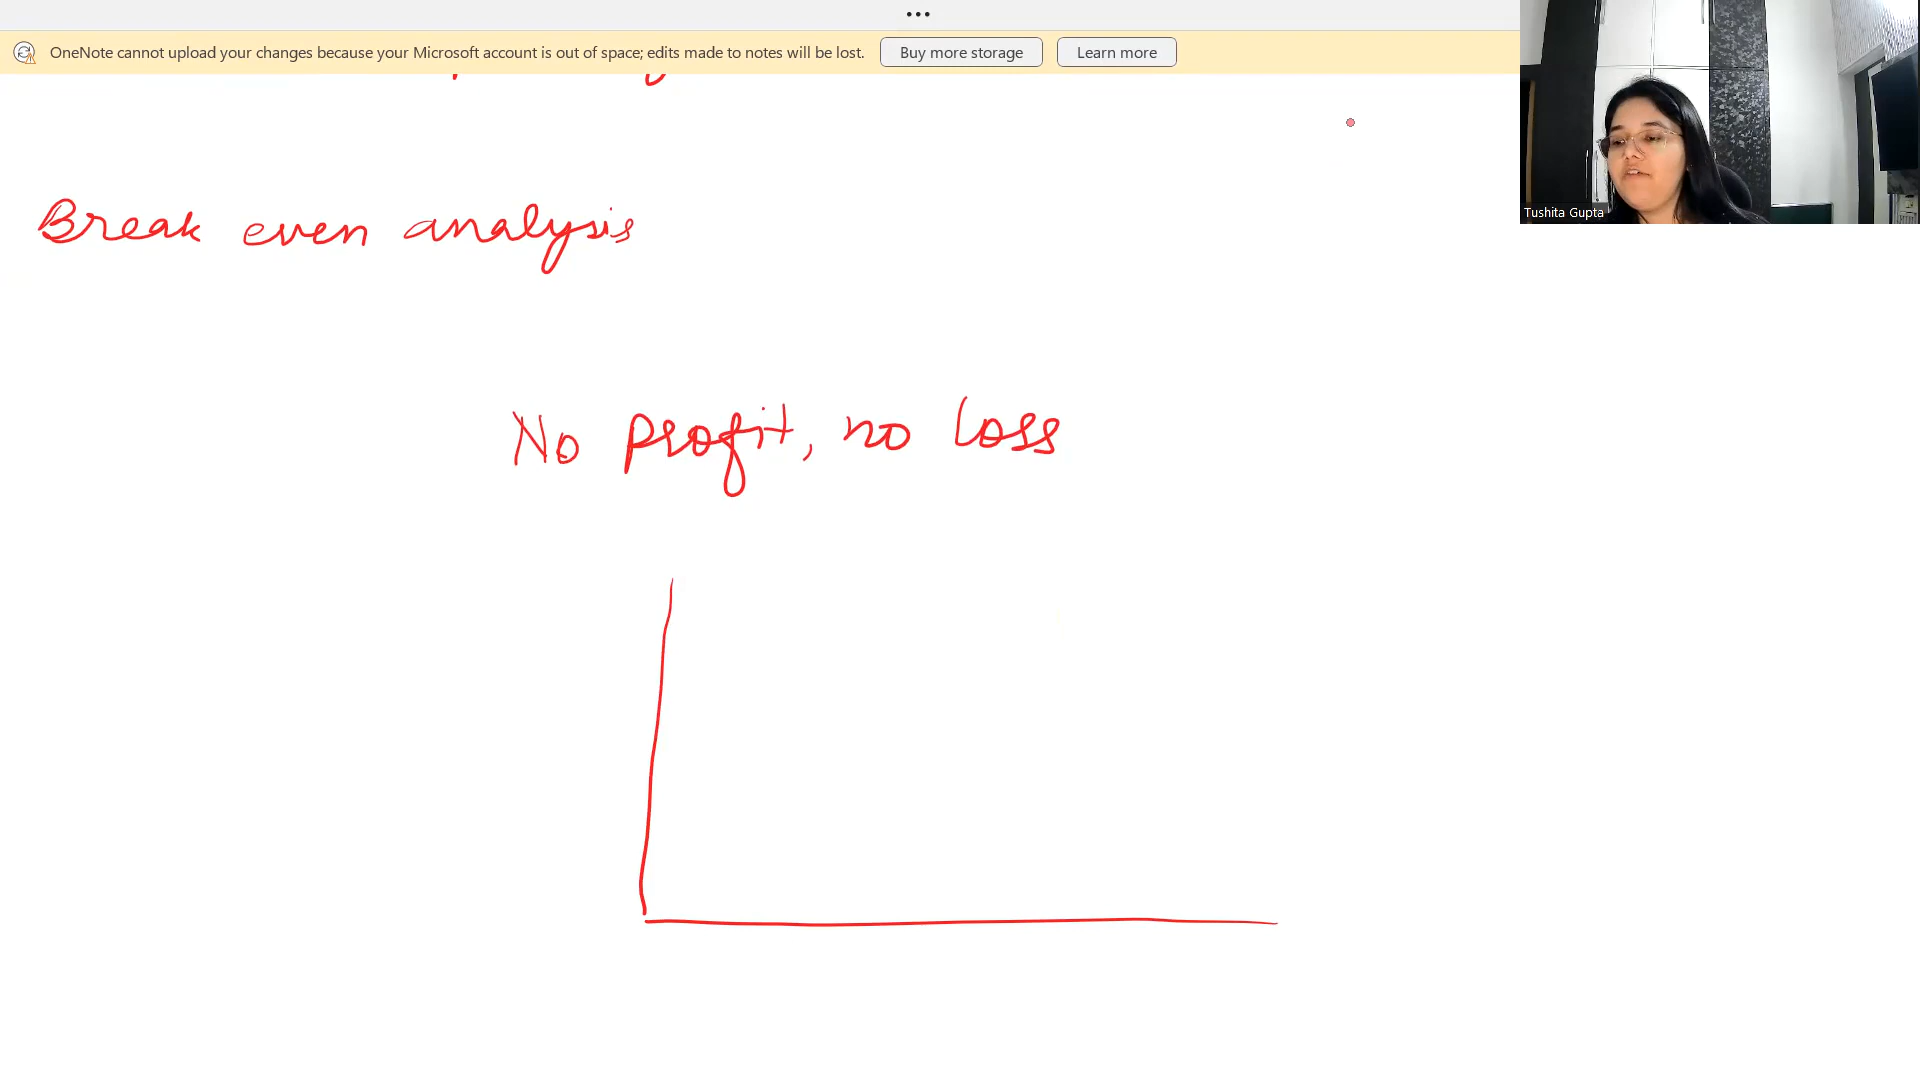 OneNote cannot upload your changes because your Microsoft account is out of space; edits made to notes will be lost. Buy more storage Learn more
Tushita Gupta
Break even analysis
No profit, no loss